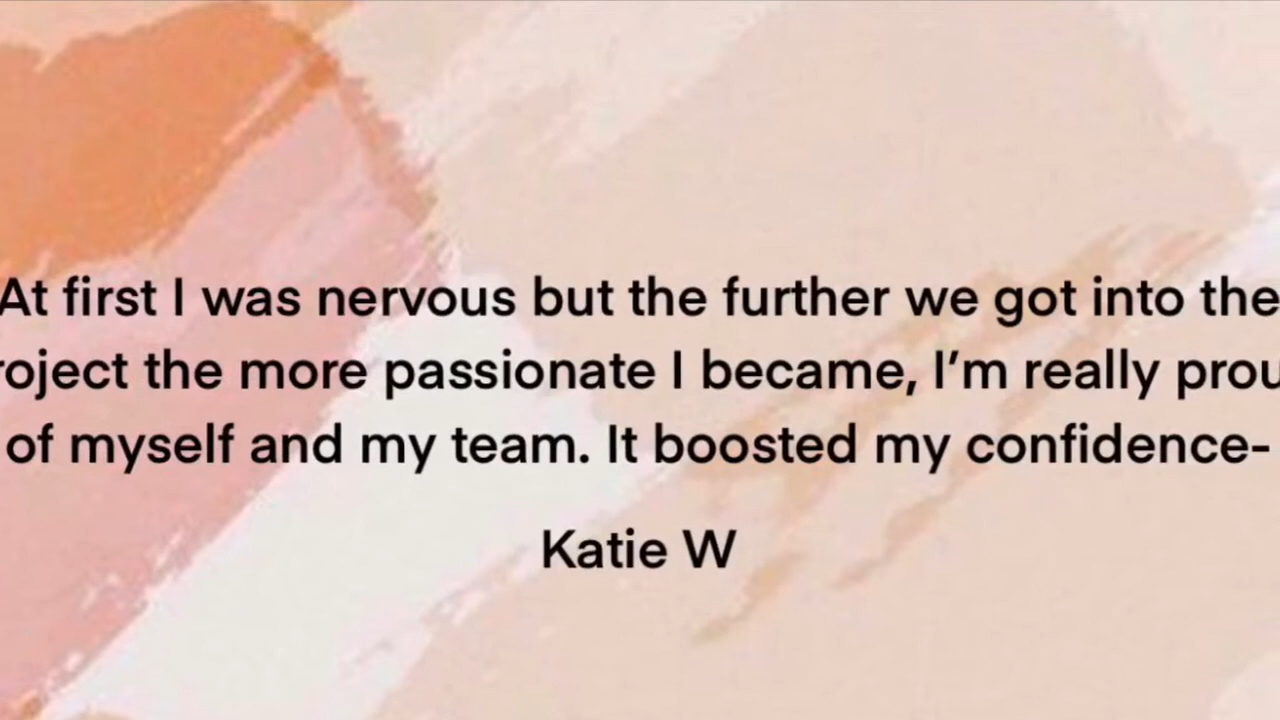 At first I was nervous but the further we got into the
roject the more passionate I became, I’m really prou
of myself and my team. It boosted my confidence-
Katie W